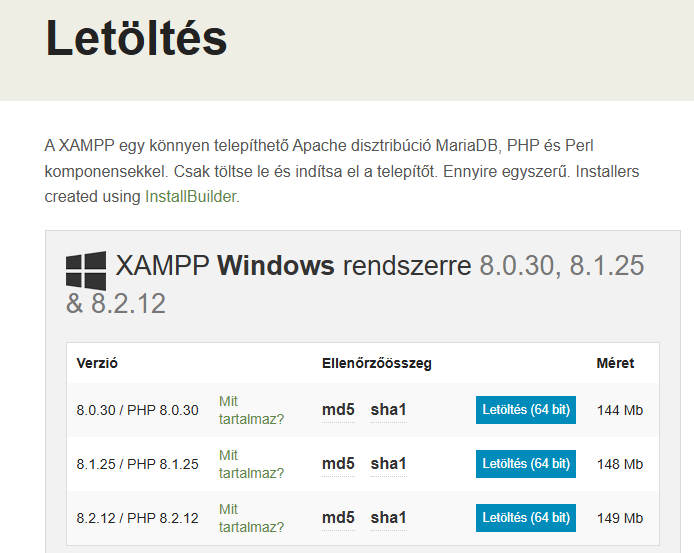 Letöltés
A XAMPP egy könnyen telepíthető Apache disztribúció MariaDB, PHP és Perl
komponensekkel. Csak töltse le és indítsa el a telepítőt. Ennyire egyszerű. Installers
created using InstallBuilder.
XAMPP Windows rendszerre 8.0.30, 8.1.25
& 8.2.12
Verzió Ellenőrzőösszeg Méret
8.0.30 / PHP 8.0.30 Mit tartalmaz? md5 sha1 Letöltés (64 bit) 144 Mb
8.1.25 / PHP 8.1.25 Mit tartalmaz? md5 sha1 Letöltés (64 bit) 148 Mb
8.2.12 / PHP 8.2.12 Mit tartalmaz? md5 sha1 Letöltés (64 bit) 149 Mb